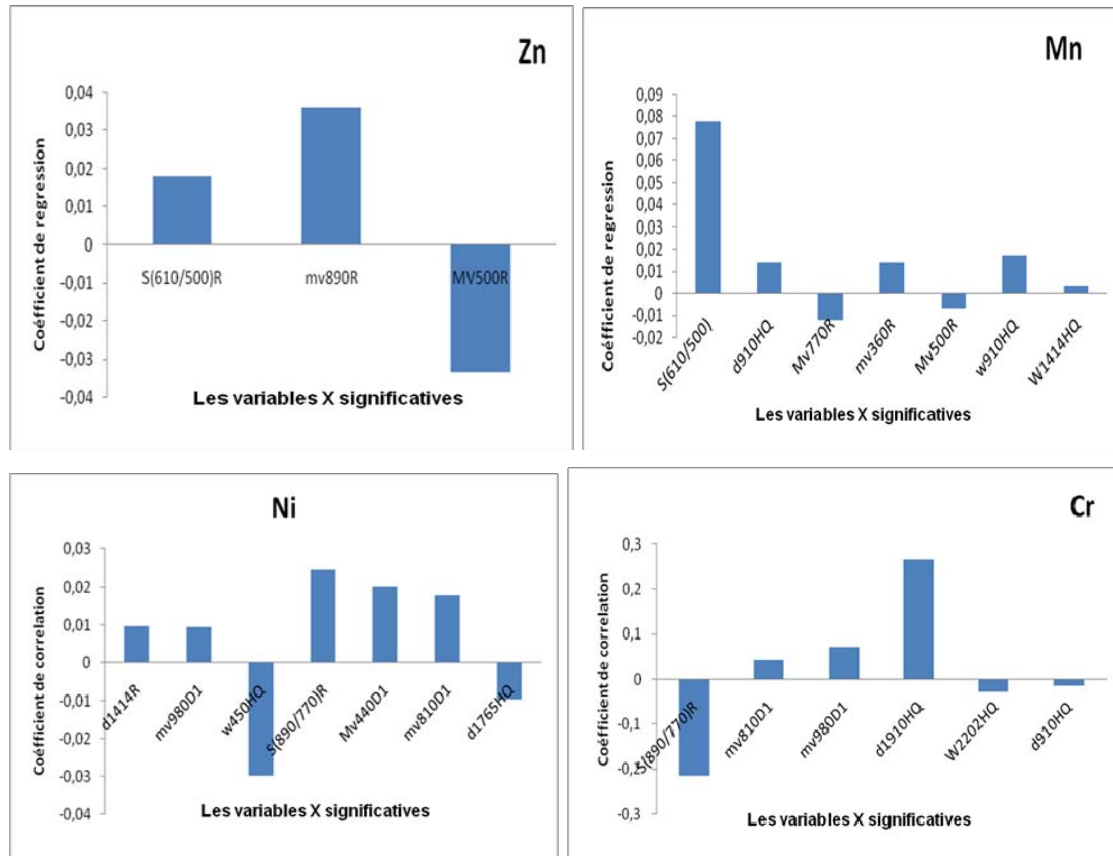 Zn
Coéfficient de regression
0,04
0,03
0,02
0,01
0
-0,01
-0,02
-0,03
-0,04
S(610/500)R
mv890R
MV500R
Les variables X significatives
Mn
Coéfficient de regression
0,09
0,08
0,07
0,06
0,05
0,04
0,03
0,02
0,01
0
-0,01
-0,02
S(610/500)
d910HQ
Mv770R
mv360R
Mv500R
w910HQ
W1414HQ
Les variables X significatives
Ni
Coéfficient de correlation
0,03
0,02
0,01
0
-0,01
-0,02
-0,03
-0,04
d1414R
mv980D1
w450HQ
S(890/770)R
Mv440D1
mv810D1
d1765HQ
Les variables X significatives
Cr
Coéfficient de correlation
0,3
0,2
0,1
0
-0,1
-0,2
-0,3
S(890/770)R
mv810D1
mv980D1
d1910HQ
W2202HQ
d910HQ
Les variables X significatives